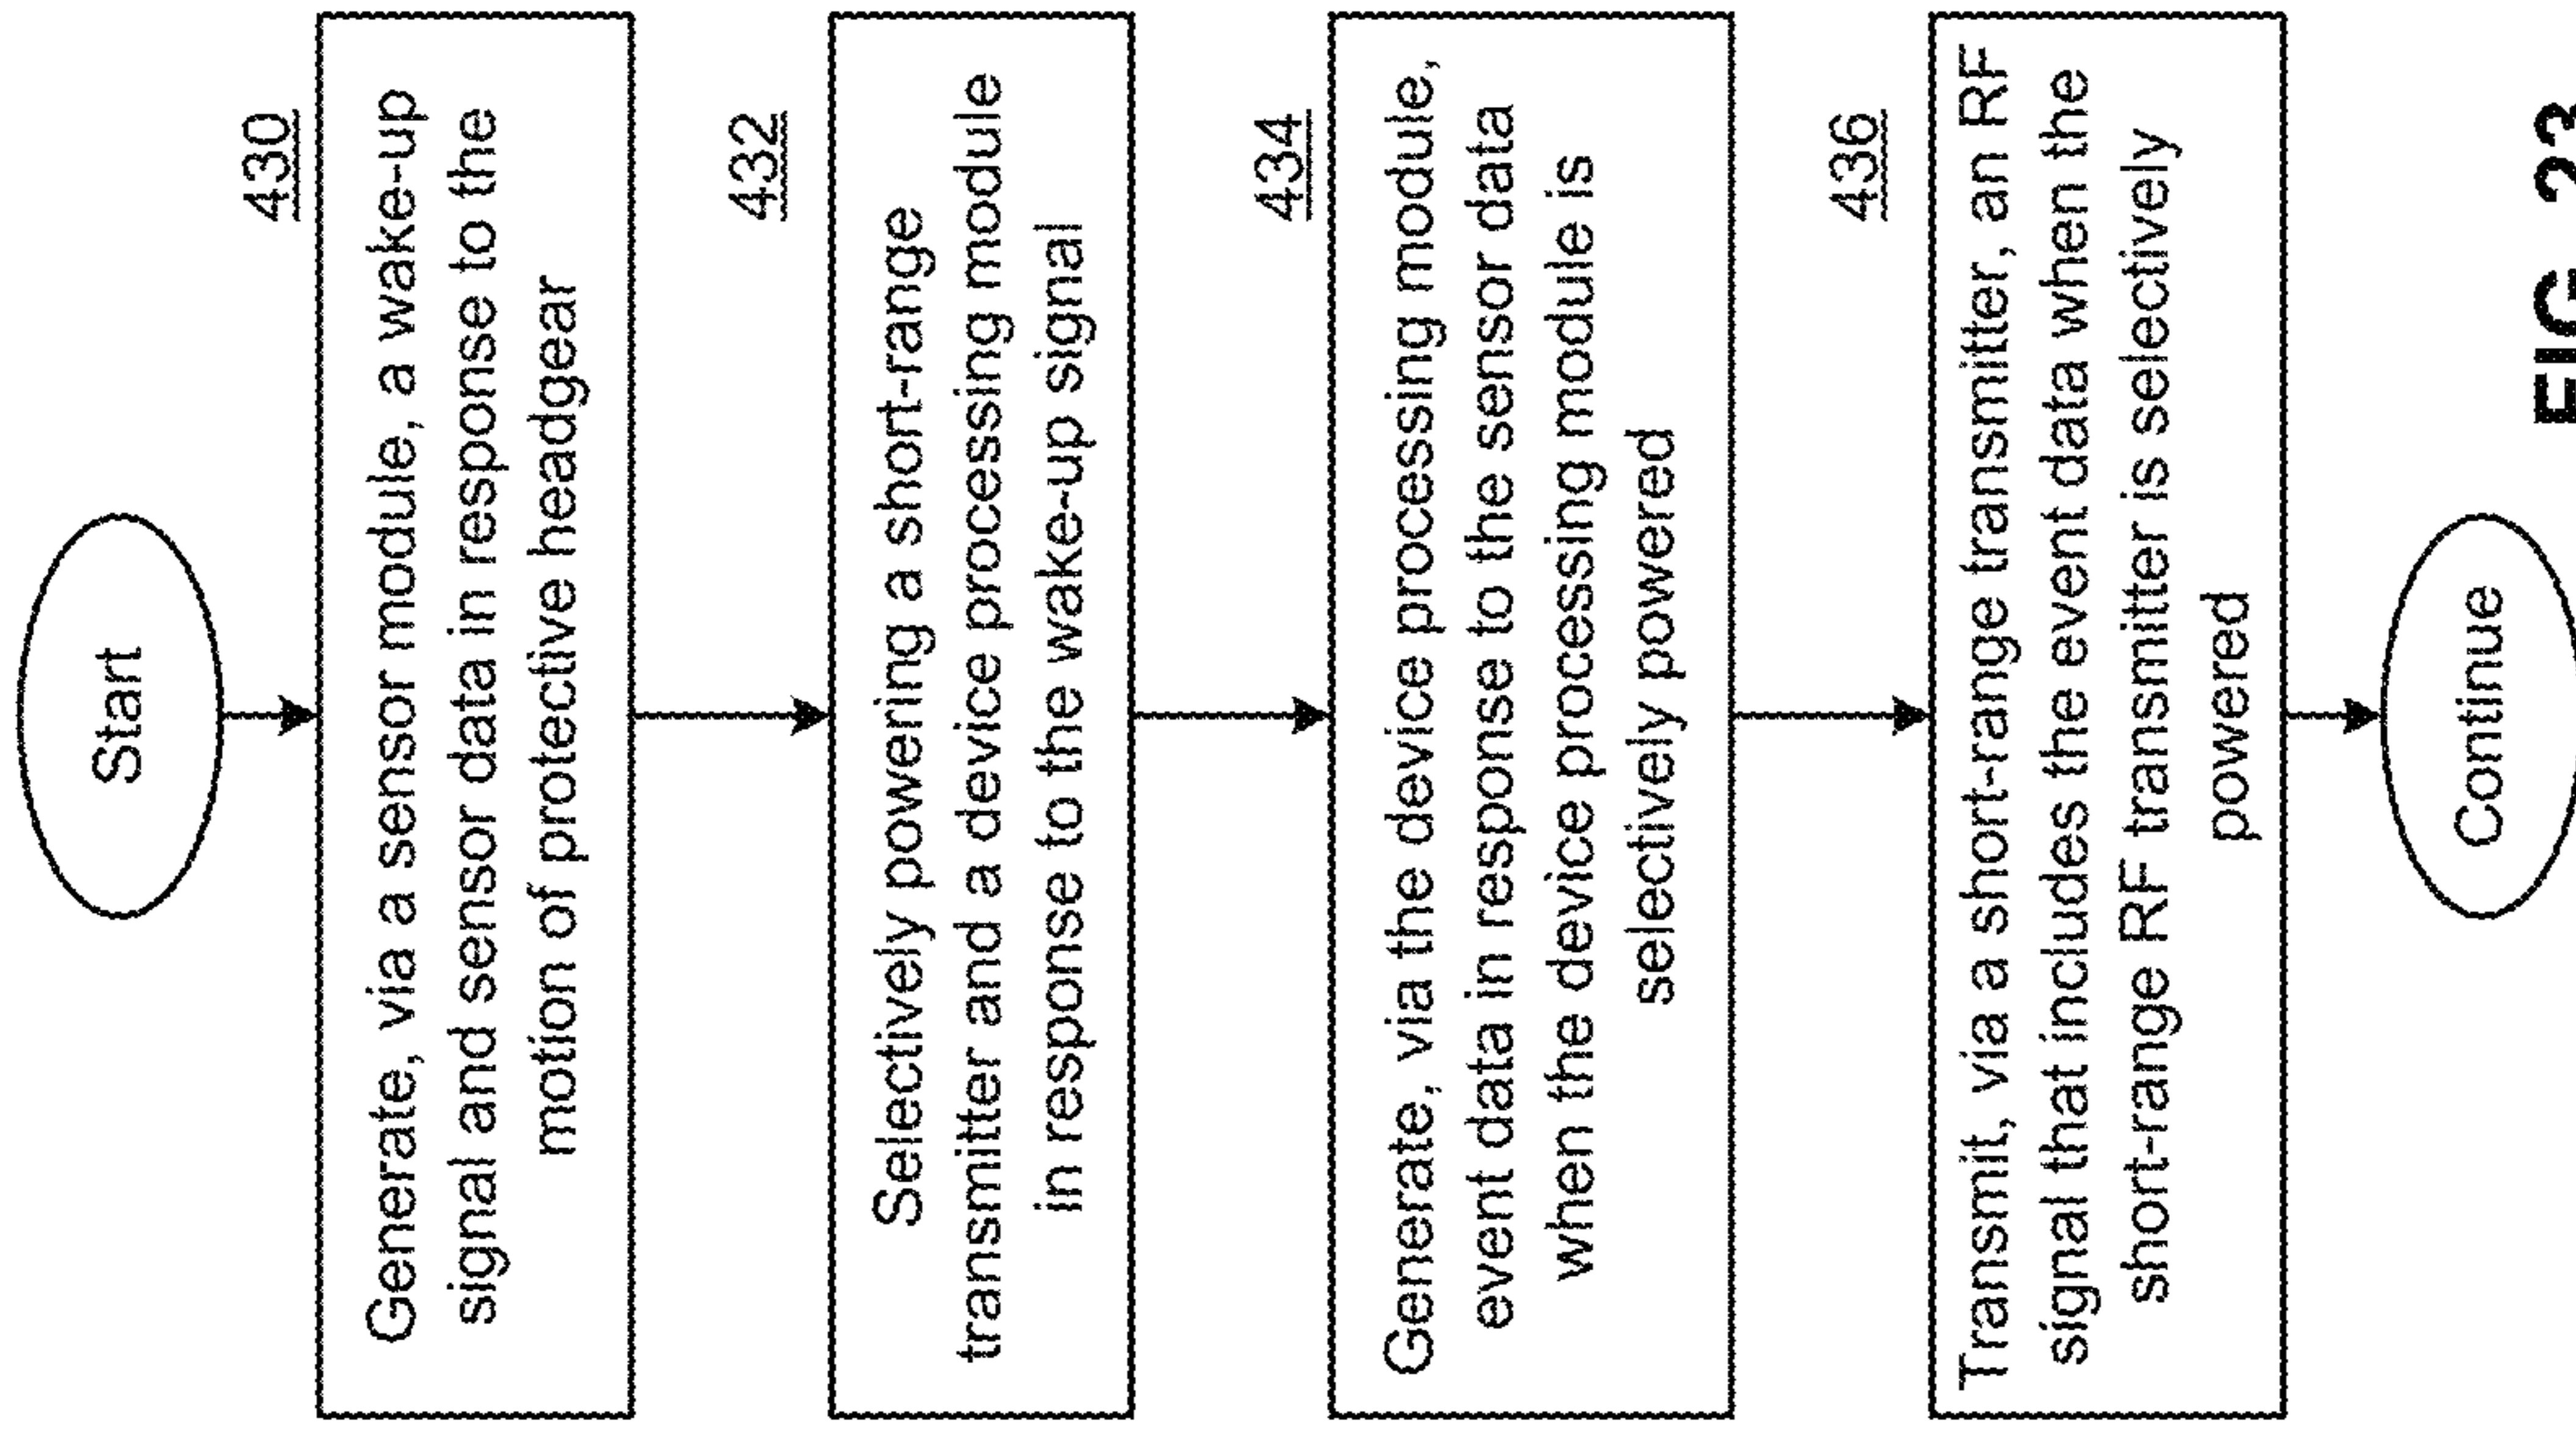 Start
430
Generate, via a sensor module, a wake-up
signal and sensor data in response to the
motion of protective headgear
432
Selectively powering a short-range
transmitter and a device processing module
in response to the wake-up signal
434
Generate, via the device processing module,
event data in response to the sensor data
when the device processing module is
selectively powered
436
Transmit, via a short-range transmitter, an RF
signal that includes the event data when the
short-range RF transmitter is selectively
powered
Continue
FIG. 23